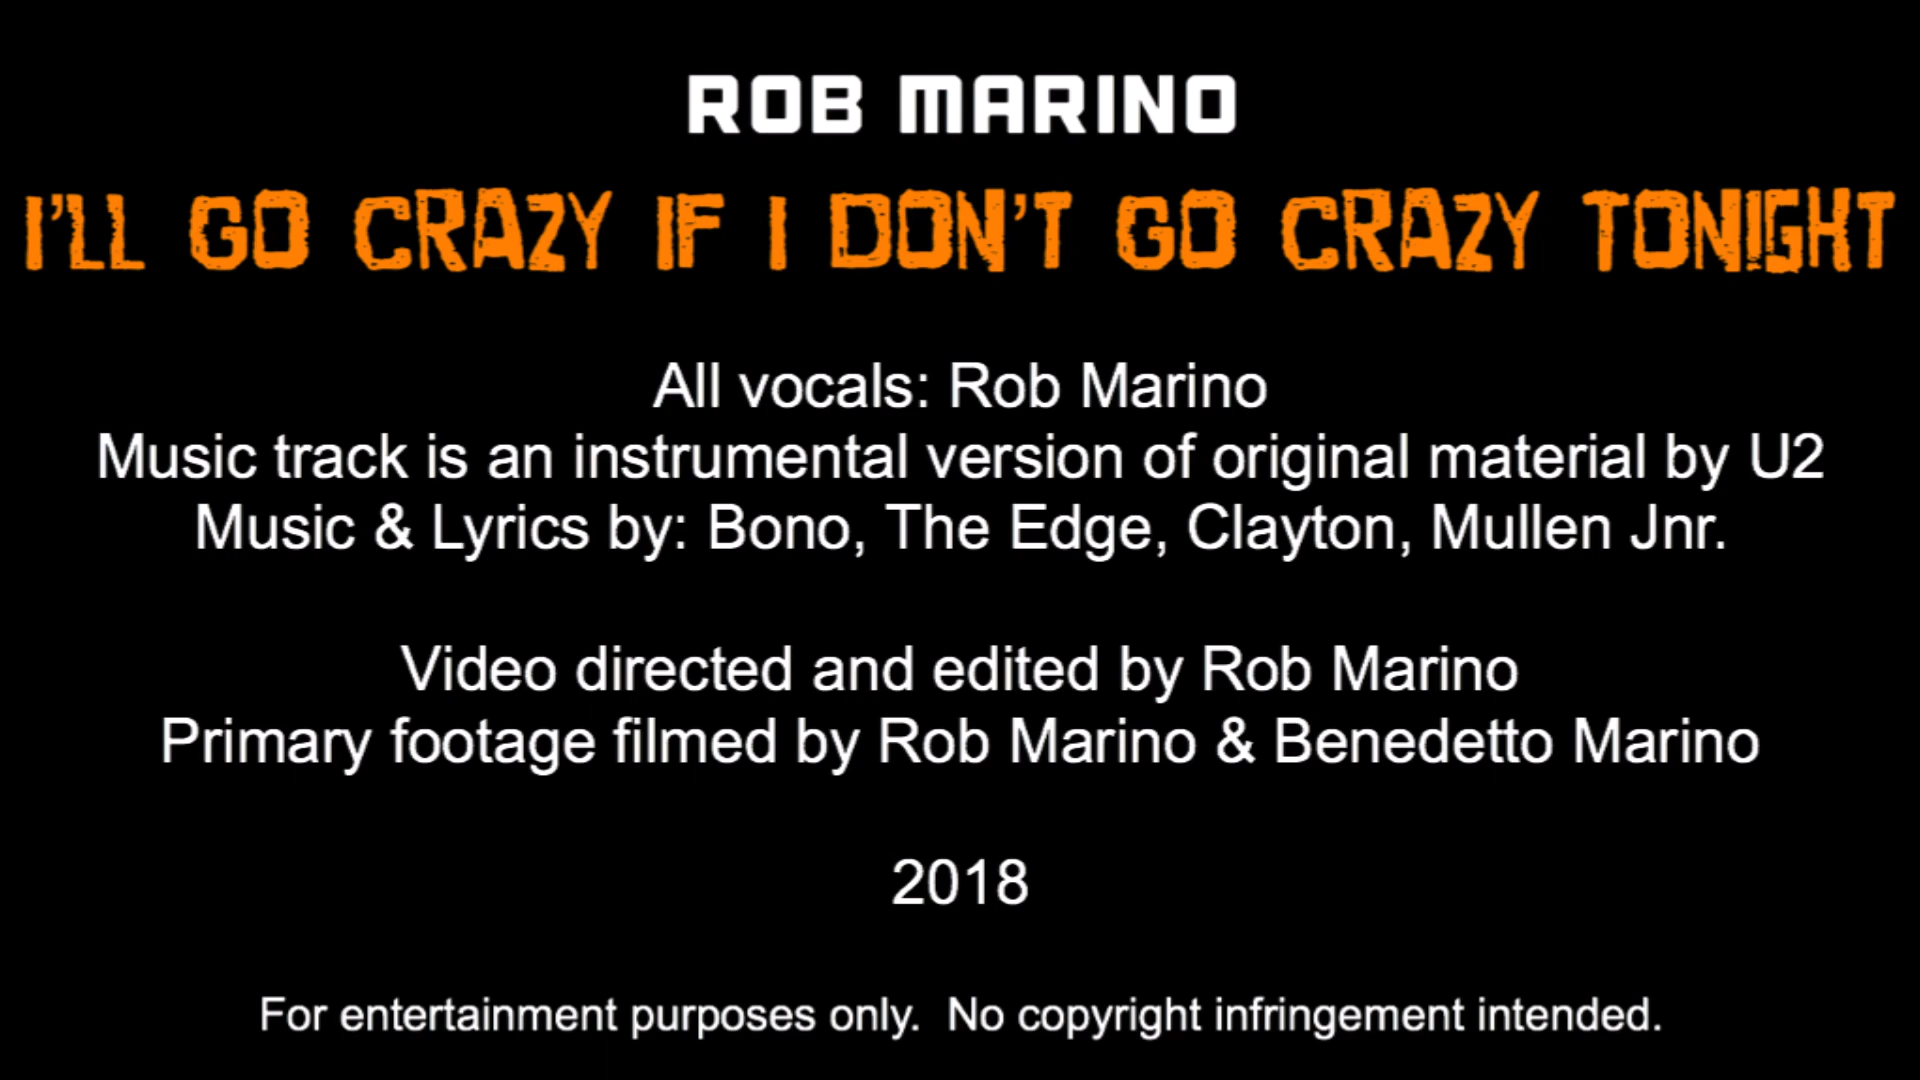 ROB MARINO
I'LL GO CRAZY IF I DON'T GO CRAZY TONIGHT
All vocals: Rob Marino
Music track is an instrumental version of original material by U2
Music & Lyrics by: Bono, The Edge, Clayton, Mullen Jnr.
Video directed and edited by Rob Marino
Primary footage filmed by Rob Marino & Benedetto Marino
2018
For entertainment purposes only.  No copyright infringement intended.